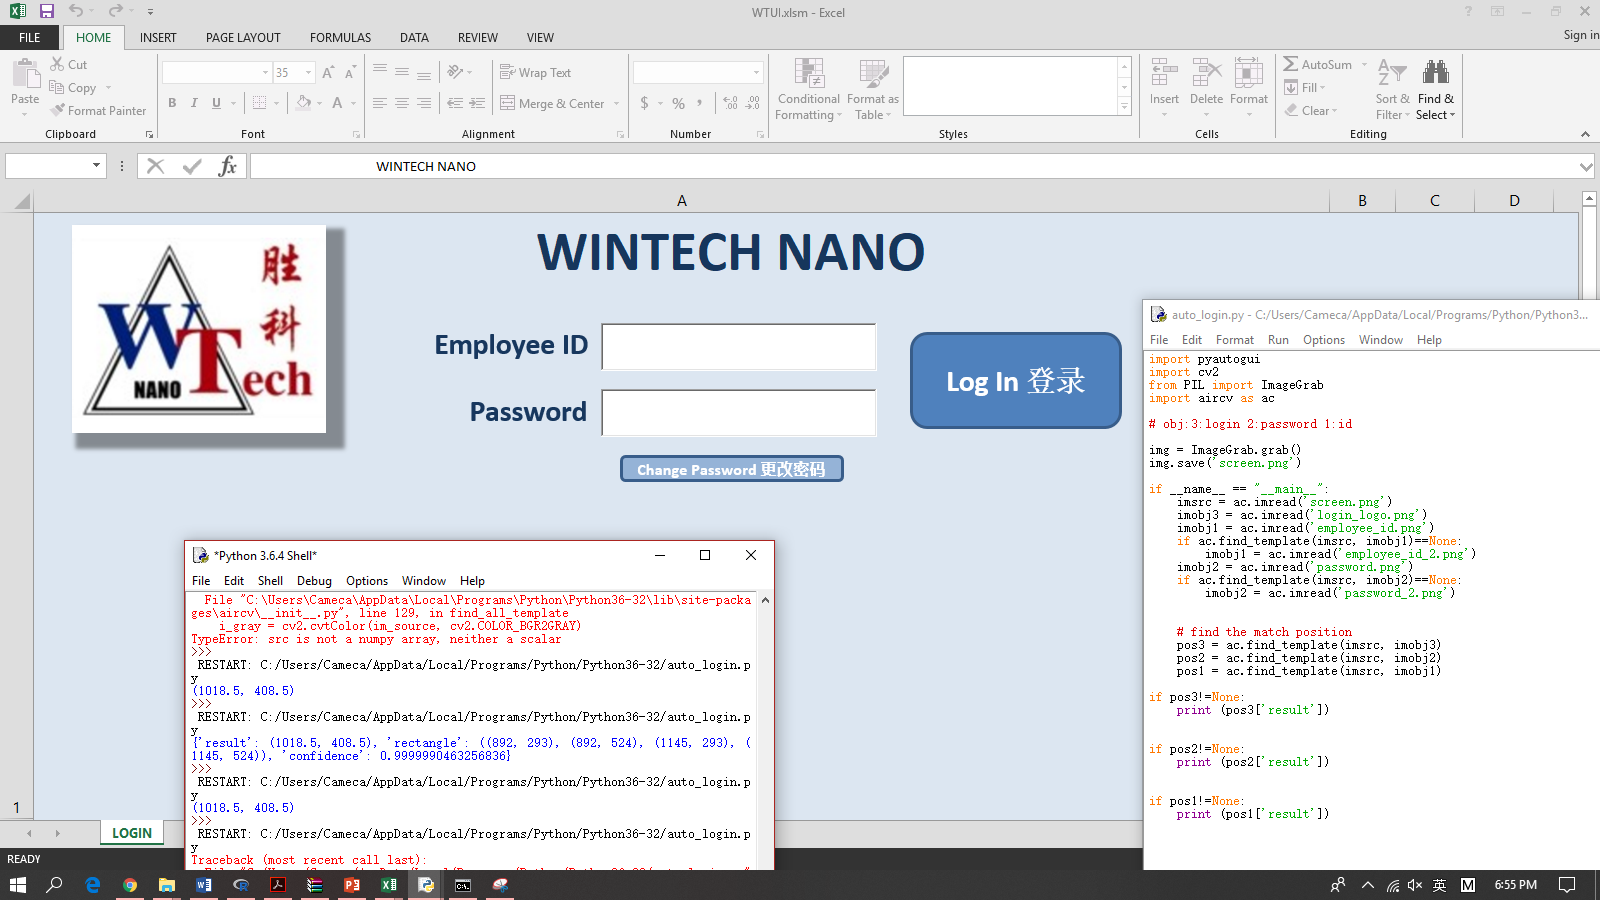 WTUI.xlsm - Excel
FILE
HOME
INSERT
PAGE LAYOUT
FORMULAS
DATA
REVIEW
VIEW
Sign in
Paste
Cut
Copy
Format Painter
Clipboard
35
A A
B I U
A
Font
Wrap Text
Merge & Center
Alignment
$ % ,
Number
Conditional
Formatting
Format as
Table
Styles
Insert
Delete
Format
Cells
AutoSum
Fill
Clear
Sort &
Filter
Find &
Select
Editing
fx
WINTECH NANO
A
B
C
D
1
胜
科
WTech
NANO
WINTECH NANO
Employee ID
Password
Log In 登录
Change Password 更改密码
LOGIN
READY
*Python 3.6.4 Shell*
File Edit Shell Debug Options Window Help
File "C:\Users\Cameca\AppData\Local\Programs\Python\Python36-32\lib\site-packa
ges\aircv\__init__.py", line 129, in find_all_template
i_gray = cv2.cvtColor(im_source, cv2.COLOR_BGR2GRAY)
TypeError: src is not a numpy array, neither a scalar
>>>
RESTART: C:/Users/Cameca/AppData/Local/Programs/Python/Python36-32/auto_login.p
y
(1018.5, 408.5)
>>>
RESTART: C:/Users/Cameca/AppData/Local/Programs/Python/Python36-32/auto_login.p
y
{'result': (1018.5, 408.5), 'rectangle': ((892, 293), (892, 524), (1145, 293), (
1145, 524)), 'confidence': 0.9999990463256836}
>>>
RESTART: C:/Users/Cameca/AppData/Local/Programs/Python/Python36-32/auto_login.p
y
(1018.5, 408.5)
>>>
RESTART: C:/Users/Cameca/AppData/Local/Programs/Python/Python36-32/auto_login.p
y
Traceback (most recent call last):
auto_login.py - C:/Users/Cameca/AppData/Local/Programs/Python/Python3...
File Edit Format Run Options Window Help
import pyautogui
import cv2
from PIL import ImageGrab
import aircv as ac
# obj:3:login 2:password 1:id
img = ImageGrab.grab()
img.save('screen.png')
if __name__ == "__main__":
imsrc = ac.imread('screen.png')
imobj3 = ac.imread('login_logo.png')
imobj1 = ac.imread('employee_id.png')
if ac.find_template(imsrc, imobj1)==None:
imobj1 = ac.imread('employee_id_2.png')
imobj2 = ac.imread('password.png')
if ac.find_template(imsrc, imobj2)==None:
imobj2 = ac.imread('password_2.png')
# find the match position
pos3 = ac.find_template(imsrc, imobj3)
pos2 = ac.find_template(imsrc, imobj2)
pos1 = ac.find_template(imsrc, imobj1)
if pos3!=None:
print (pos3['result'])
if pos2!=None:
print (pos2['result'])
if pos1!=None:
print (pos1['result'])
英
M
6:55 PM